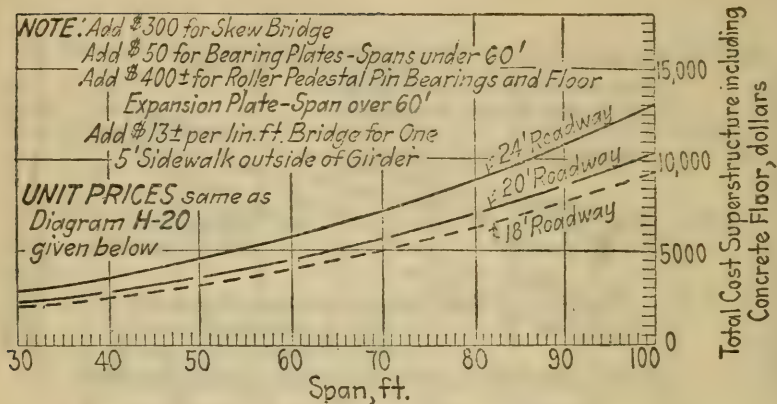 NOTE: Add $300 for Skew Bridge
Add $50 for Bearing Plates-Spans under 60'
Add $400± for Roller Pedestal Pin Bearings and Floor
Expansion Plate-Span over 60'
Add $13± per lin. ft. Bridge for One
5' Sidewalk outside of Girder
UNIT PRICES same as
Diagram H-20
given below
24' Roadway
20' Roadway
18' Roadway
15,000
10,000
5000
0
Total Cost Superstructure including
Concrete Floor, dollars
30 40 50 60 70 80 90 100
Span, ft.